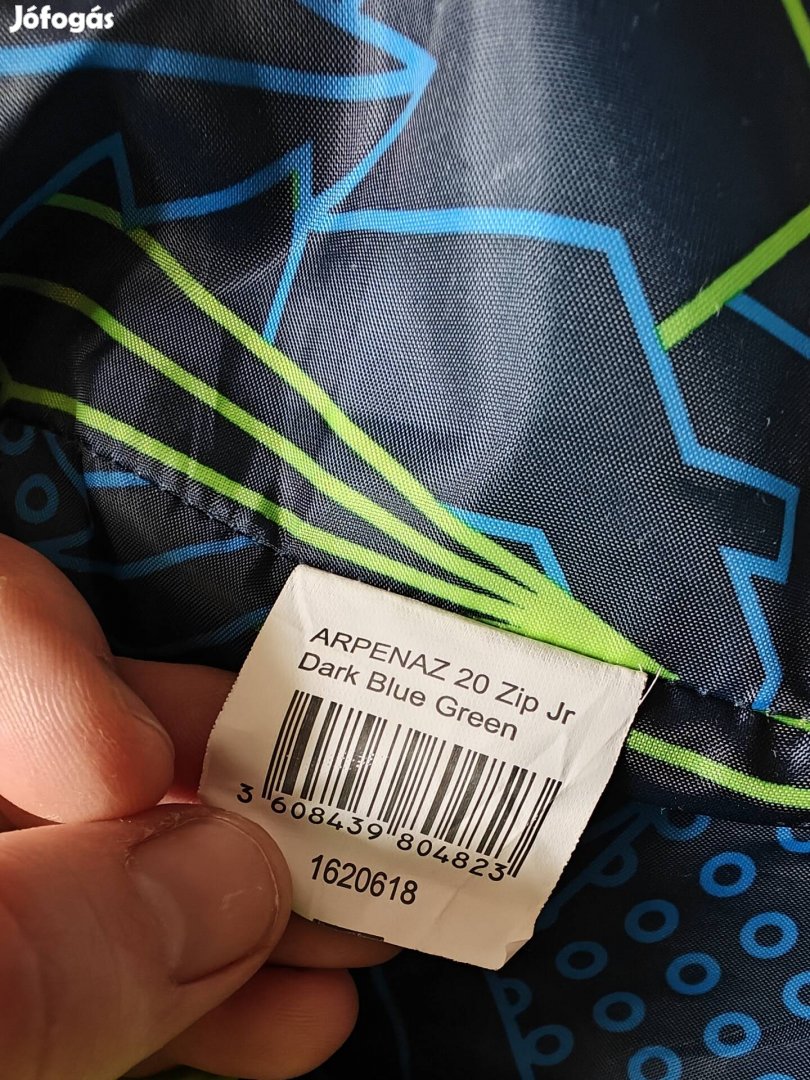 Jófogás
ARPENAZ 20 Zip Jr
Dark Blue Green
3 608439 804823
1620618